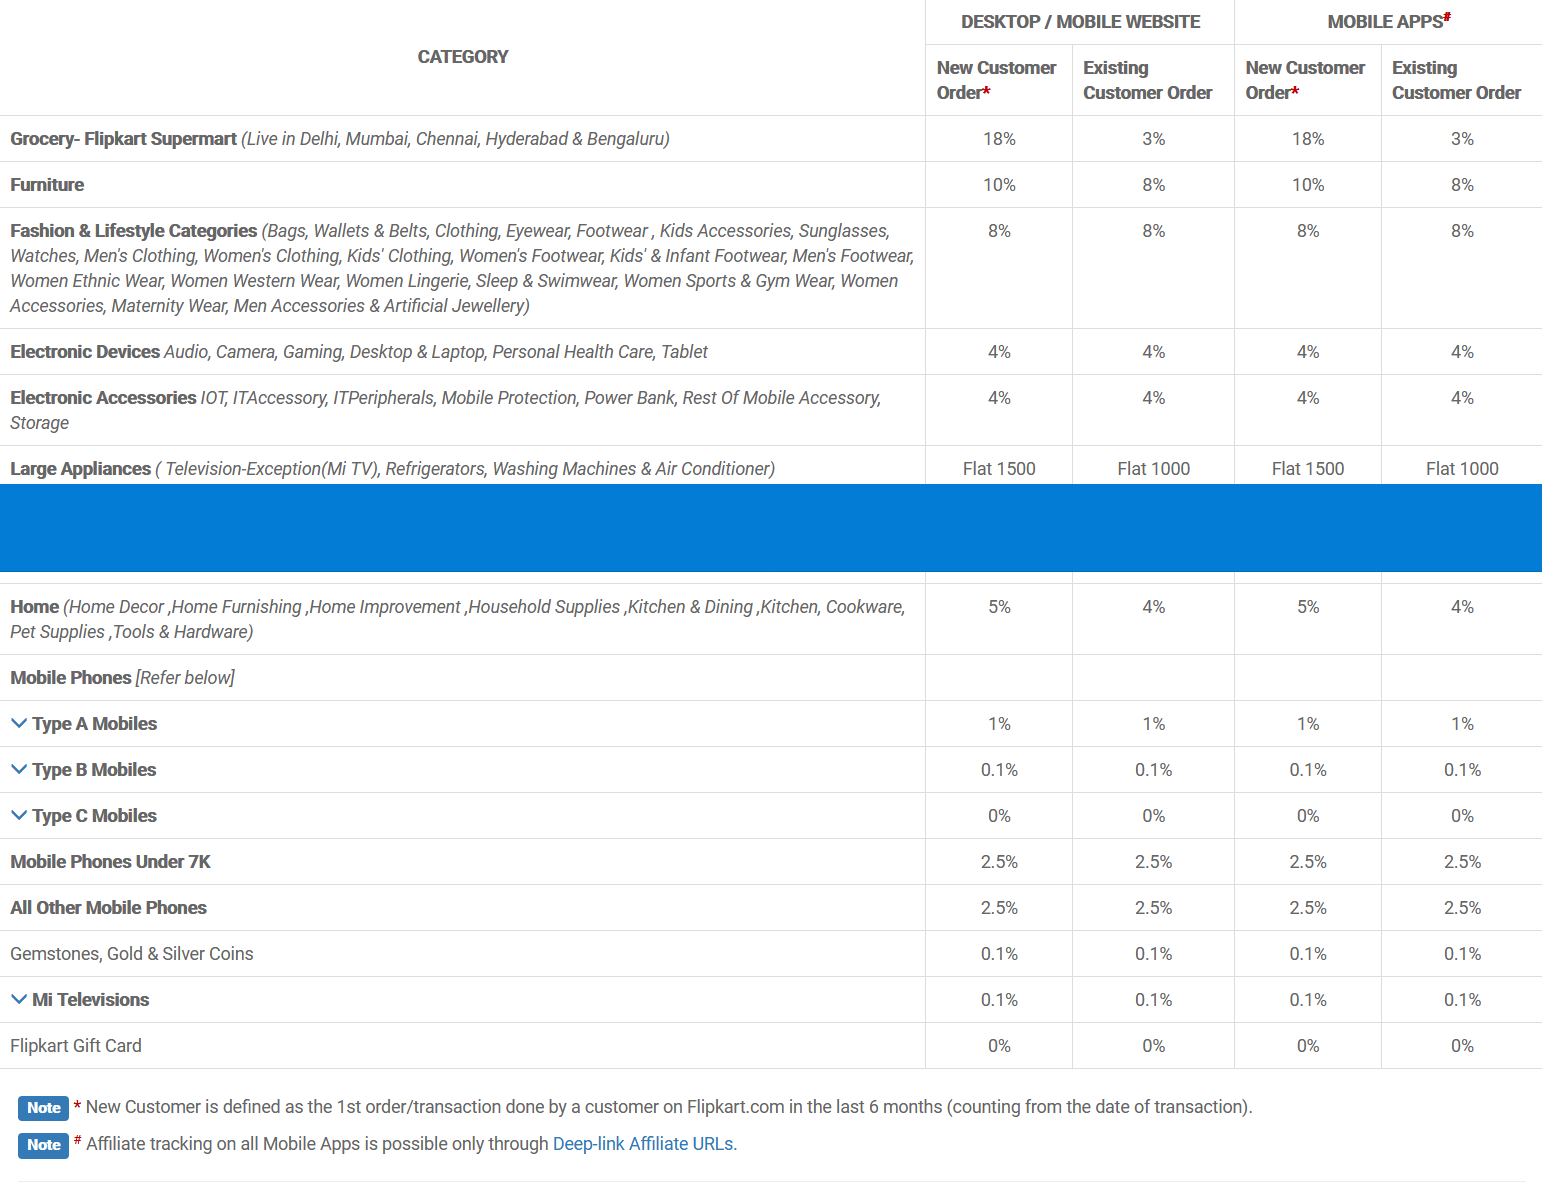 CATEGORY
DESKTOP / MOBILE WEBSITE
MOBILE APPS#
New Customer Order*
Existing Customer Order
New Customer Order*
Existing Customer Order
Grocery- Flipkart Supermart (Live in Delhi, Mumbai, Chennai, Hyderabad & Bengaluru) 18% 3% 18% 3%
Furniture 10% 8% 10% 8%
Fashion & Lifestyle Categories (Bags, Wallets & Belts, Clothing, Eyewear, Footwear , Kids Accessories, Sunglasses, 8% 8% 8% 8%
Watches, Men's Clothing, Women's Clothing, Kids' Clothing, Women's Footwear, Kids' & Infant Footwear, Men's Footwear,
Women Ethnic Wear, Women Western Wear, Women Lingerie, Sleep & Swimwear, Women Sports & Gym Wear, Women
Accessories, Maternity Wear, Men Accessories & Artificial Jewellery)
Electronic Devices Audio, Camera, Gaming, Desktop & Laptop, Personal Health Care, Tablet 4% 4% 4% 4%
Electronic Accessories IOT, ITAccessory, ITPeripherals, Mobile Protection, Power Bank, Rest Of Mobile Accessory, 4% 4% 4% 4%
Storage
Large Appliances ( Television-Exception(Mi TV), Refrigerators, Washing Machines & Air Conditioner) Flat 1500 Flat 1000 Flat 1500 Flat 1000
Home (Home Decor ,Home Furnishing ,Home Improvement ,Household Supplies ,Kitchen & Dining ,Kitchen, Cookware, 5% 4% 5% 4%
Pet Supplies ,Tools & Hardware)
Mobile Phones [Refer below]
Type A Mobiles 1% 1% 1% 1%
Type B Mobiles 0.1% 0.1% 0.1% 0.1%
Type C Mobiles 0% 0% 0% 0%
Mobile Phones Under 7K 2.5% 2.5% 2.5% 2.5%
All Other Mobile Phones 2.5% 2.5% 2.5% 2.5%
Gemstones, Gold & Silver Coins 0.1% 0.1% 0.1% 0.1%
Mi Televisions 0.1% 0.1% 0.1% 0.1%
Flipkart Gift Card 0% 0% 0% 0%
Note * New Customer is defined as the 1st order/transaction done by a customer on Flipkart.com in the last 6 months (counting from the date of transaction).
Note # Affiliate tracking on all Mobile Apps is possible only through Deep-link Affiliate URLs.